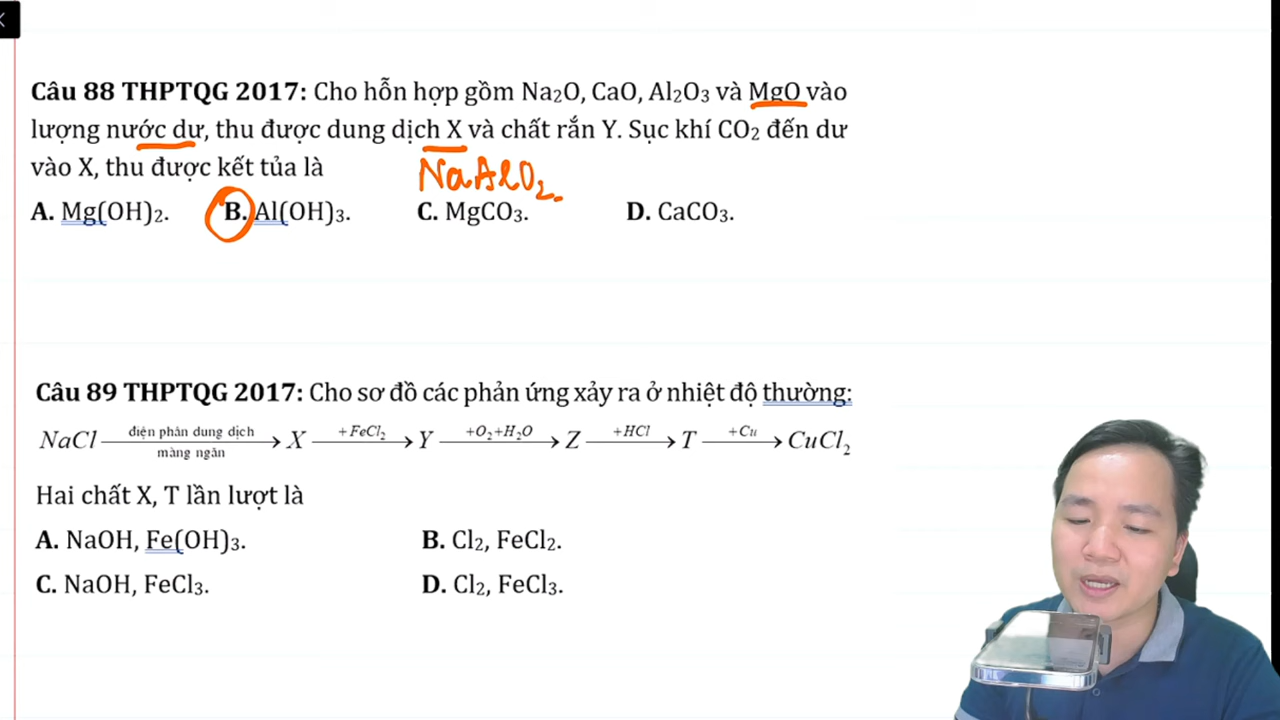 Câu 88 THPTQG 2017: Cho hỗn hợp gồm Na₂O, CaO, Al₂O₃ và MgO vào
lượng nước dư, thu được dung dịch X và chất rắn Y. Sục khí CO₂ đến dư
vào X, thu được kết tủa là
NaAlO₂.
A. Mg(OH)₂. B. Al(OH)₃. C. MgCO₃. D. CaCO₃.
Câu 89 THPTQG 2017: Cho sơ đồ các phản ứng xảy ra ở nhiệt độ thường:
NaCl điện phân dung dịch màng ngăn → X +FeCl₂ → Y +O₂+H₂O → Z +HCl → T +Cu → CuCl₂
Hai chất X, T lần lượt là
A. NaOH, Fe(OH)₃. B. Cl₂, FeCl₂.
C. NaOH, FeCl₃. D. Cl₂, FeCl₃.